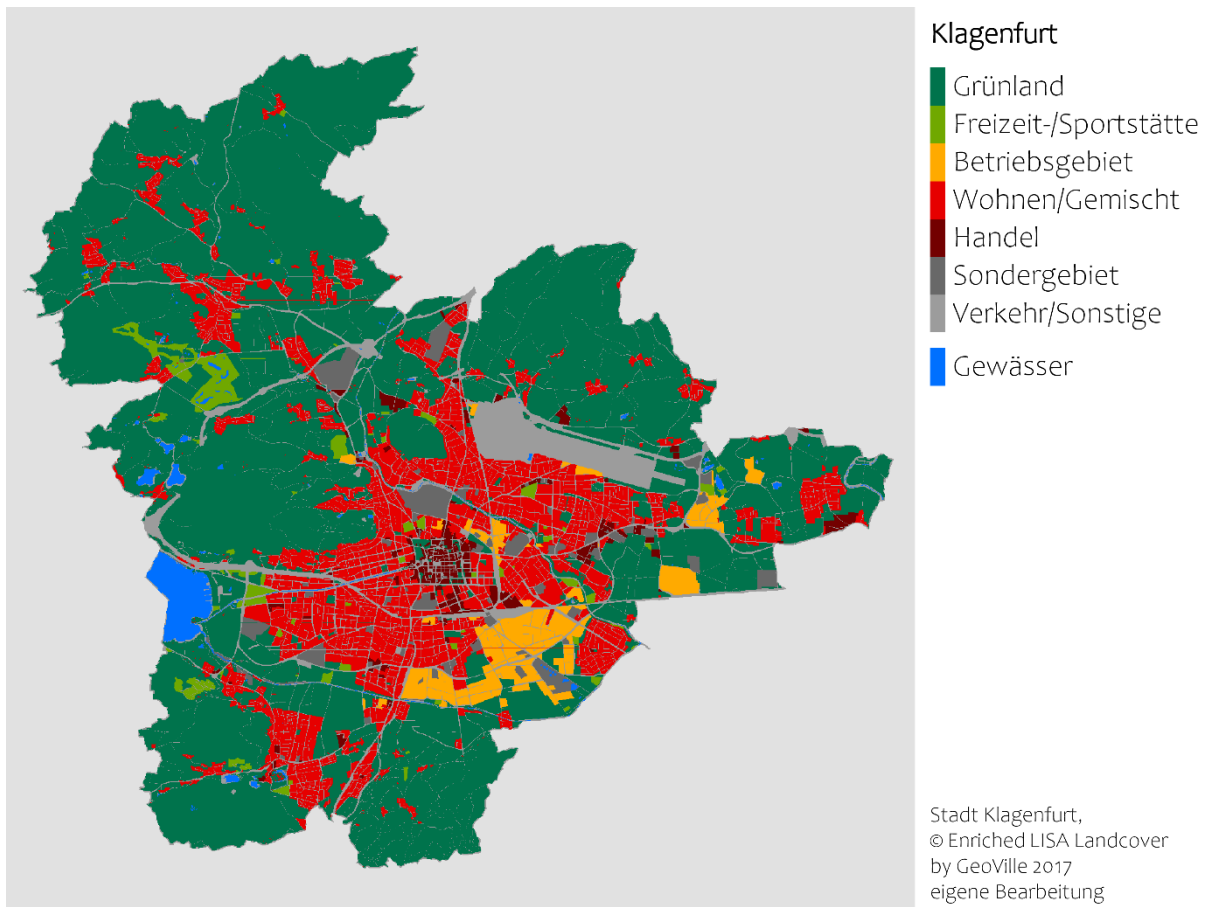 Klagenfurt
Grünland
Freizeit-/Sportstätte
Betriebsgebiet
Wohnen/Gemischt
Handel
Sondergebiet
Verkehr/Sonstige
Gewässer
Stadt Klagenfurt,
© Enriched LISA Landcover
by GeoVille 2017
eigene Bearbeitung